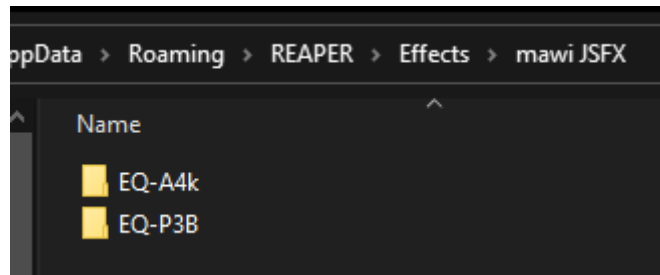 ppData > Roaming > REAPER > Effects > mawi JSFX
Name
EQ-A4k
EQ-P3B